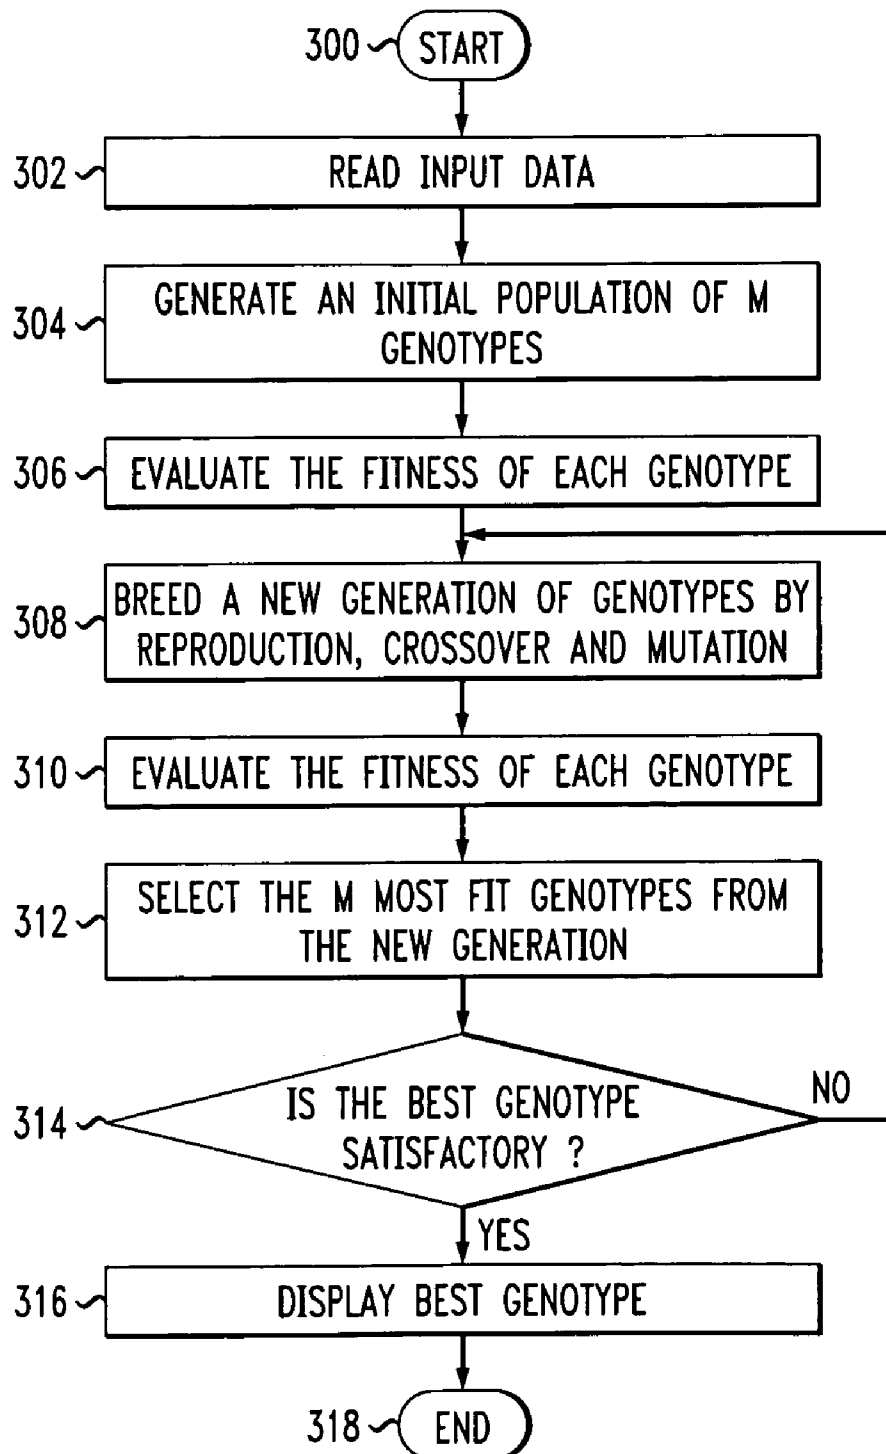 300 START
302 READ INPUT DATA
304 GENERATE AN INITIAL POPULATION OF M
GENOTYPES
306 EVALUATE THE FITNESS OF EACH GENOTYPE
308 BREED A NEW GENERATION OF GENOTYPES BY
REPRODUCTION, CROSSOVER AND MUTATION
310 EVALUATE THE FITNESS OF EACH GENOTYPE
312 SELECT THE M MOST FIT GENOTYPES FROM
THE NEW GENERATION
NO
314 IS THE BEST GENOTYPE
SATISFACTORY ?
YES
316 DISPLAY BEST GENOTYPE
318 END